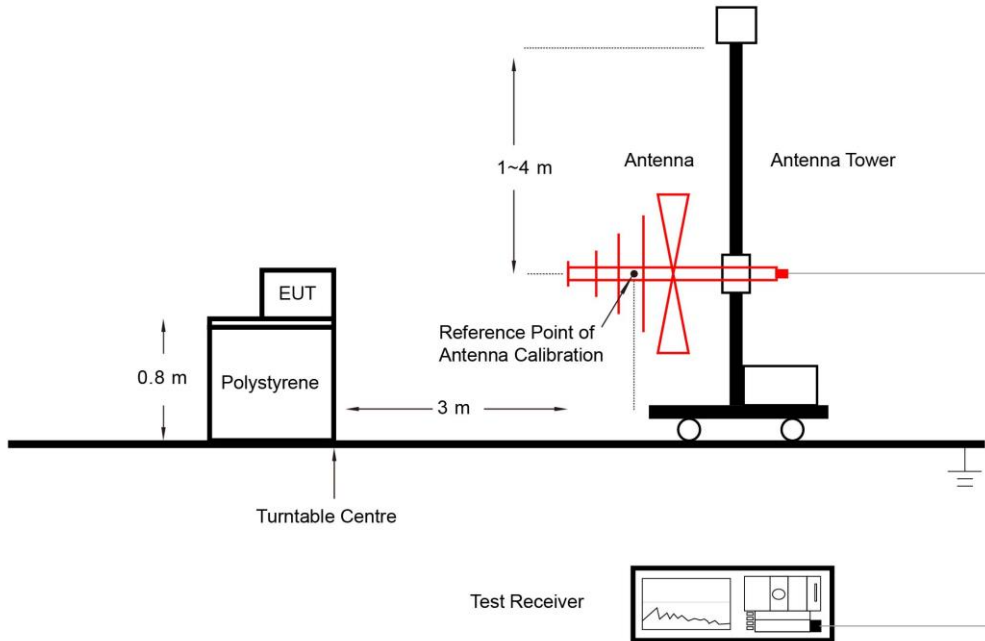 1~4 m
Antenna
Antenna Tower
EUT
Reference Point of
Antenna Calibration
0.8 m
Polystyrene
3 m
Turntable Centre
Test Receiver